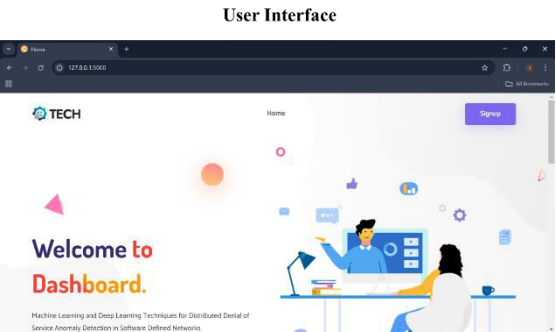 User Interface
Home
127.0.0.1:5000
All Bookmarks
TECH
Home
Signup
Welcome to
Dashboard.
Machine Learning and Deep Learning Techniques for Distributed Denial of
Service Anomaly Detection in Software Defined Networks